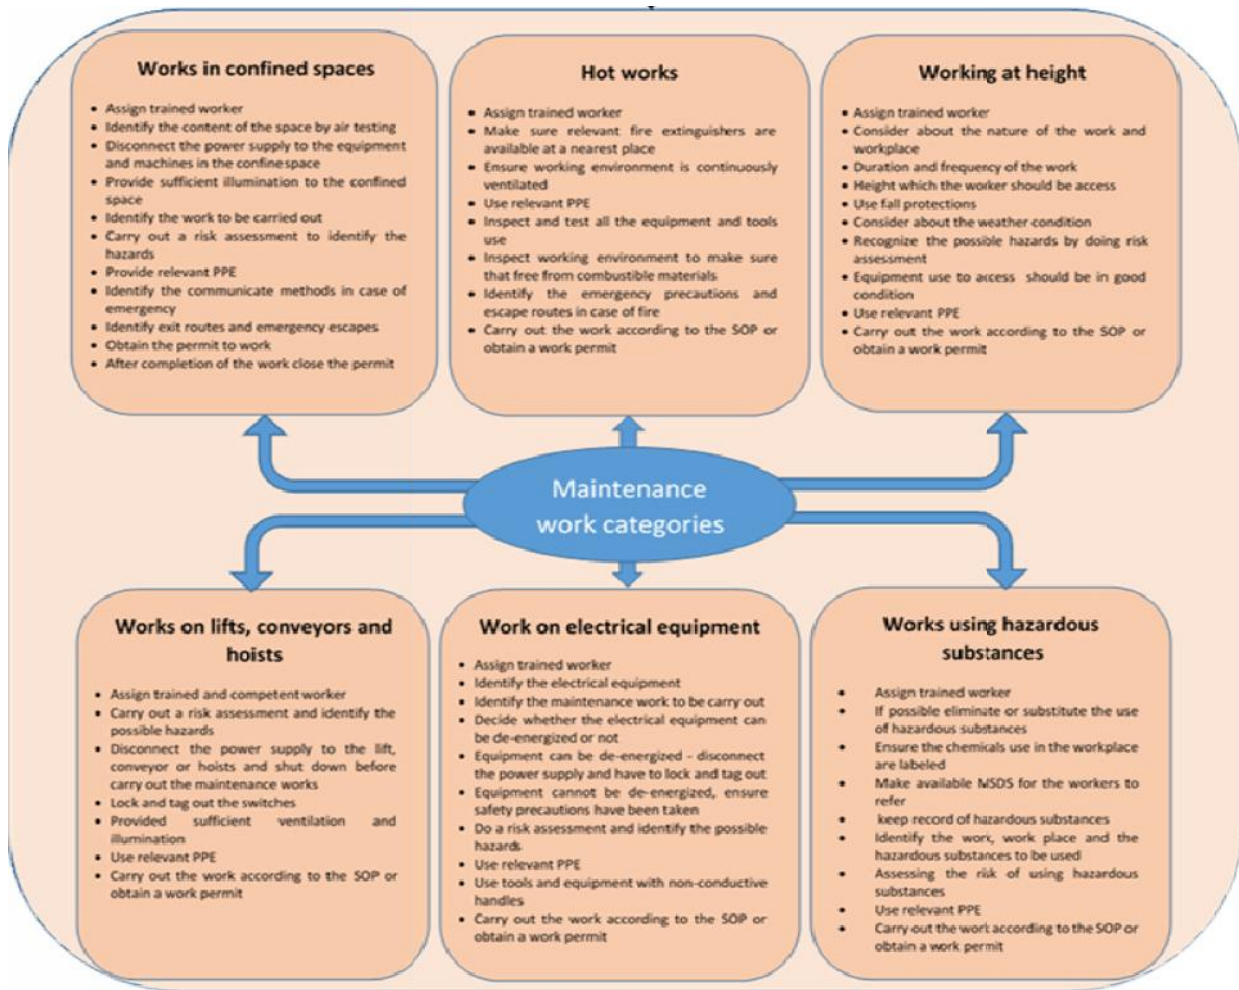 Works in confined spaces
• Assign trained worker
• Identify the content of the space by air testing
• Disconnect the power supply to the equipment
and machines in the confinespace
• Provide sufficient illumination to the confined
space
• Identify the work to be carried out
• Carry out a risk assessment to identify the
hazards
• Provide relevant PPE
• Identify the communicate methods in case of
emergency
• Identify exit routes and emergency escapes
• Obtain the permit to work
• After completion of the work close the permit
Hot works
• Assign trained worker
• Make sure relevant fire extinguishers are
available at a nearest place
• Ensure working environment is continuously
ventilated
• Use relevant PPE
• Inspect and test all the equipment and tools
use
• Inspect working environment to make sure
that free from combustible materials
• Identify the emergency precautions and
escape routes in case of fire
• Carry out the work according to the SOP or
obtain a work permit
Working at height
• Assign trained worker
• Consider about the nature of the work and
workplace
• Duration and frequency of the work
• Height which the worker should be access
• Use fall protections
• Consider about the weather condition
• Recognize the possible hazards by doing risk
assessment
• Equipment use to access should be in good
condition
• Use relevant PPE
• Carry out the work according to the SOP or
obtain a work permit
Maintenance
work categories
Works on lifts, conveyors and
hoists
• Assign trained and competent worker
• Carry out a risk assessment and identify the
possible hazards
• Disconnect the power supply to the lift,
conveyor or hoists and shut down before
carry out the maintenance works
• Lock and tag out the switches
• Provided sufficient ventilation and
illumination
• Use relevant PPE
• Carry out the work according to the SOP or
obtain a work permit
Work on electrical equipment
• Assign trained worker
• Identify the electrical equipment
• Identify the maintenance work to be carry out
• Decide whether the electrical equipment can
be de-energized or not
• Equipment can be de-energized - disconnect
the power supply and have to lock and tag out
• Equipment cannot be de-energized, ensure
safety precautions have been taken
• Do a risk assessment and identify the possible
hazards
• Use relevant PPE
• Use tools and equipment with non-conductive
handles
• Carry out the work according to the SOP or
obtain a work permit
Works using hazardous
substances
• Assign trained worker
• If possible eliminate or substitute the use
of hazardous substances
• Ensure the chemicals use in the workplace
are labeled
• Make available MSDS for the workers to
refer
• keep record of hazardous substances
• Identify the work, work place and the
hazardous substances to be used
• Assessing the risk of using hazardous
substances
• Use relevant PPE
• Carry out the work according to the SOP or
obtain a work permit